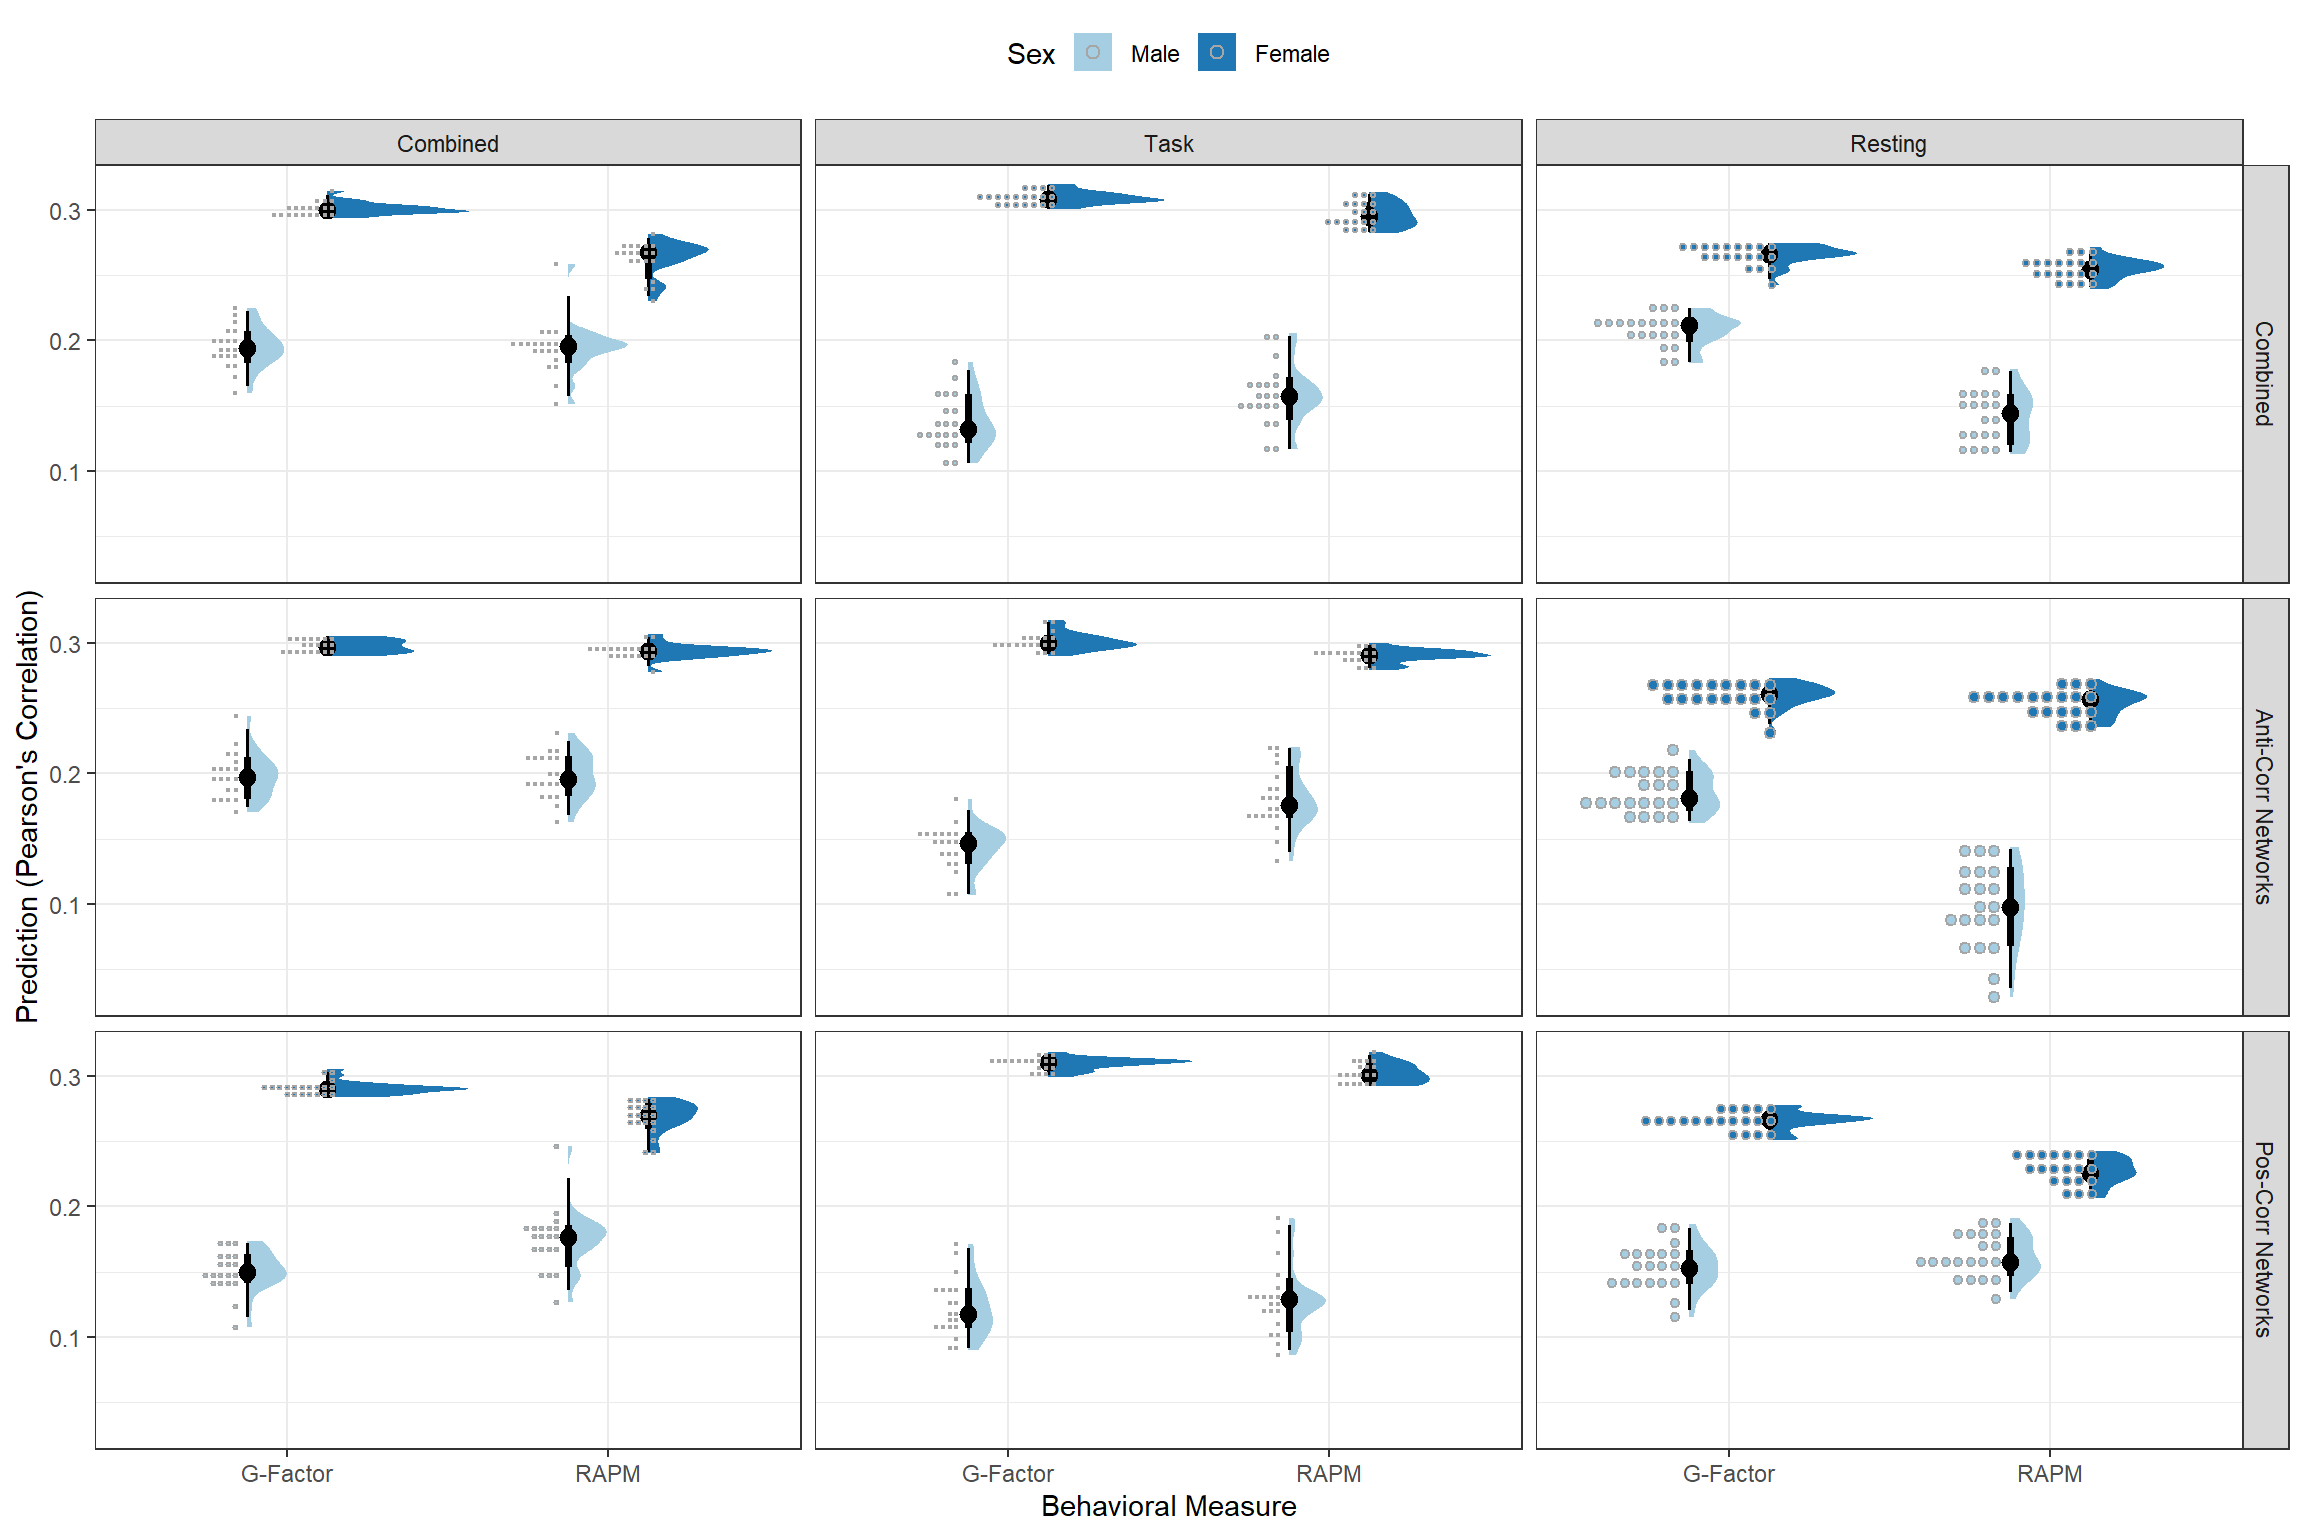 Sex Male Female
Combined Task Resting
0.3
0.2
0.1
Combined
0.3
0.2
0.1
Anti-Corr Networks
0.3
0.2
0.1
Pos-Corr Networks
Prediction (Pearson's Correlation)
G-Factor RAPM G-Factor RAPM G-Factor RAPM
Behavioral Measure